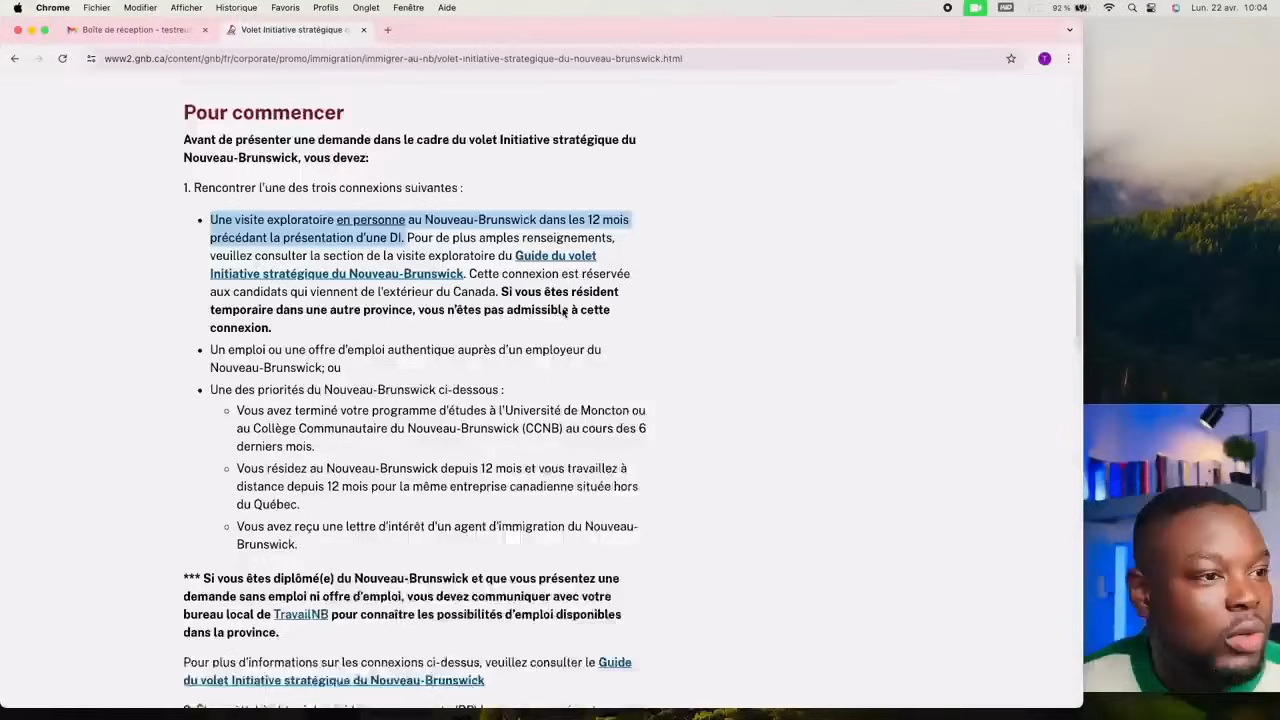 Chrome Fichier Modifier Afficher Historique Favoris Profils Onglet Fenêtre Aide 92 % Lun. 22 avr. 10:04
Boîte de réception - testreu Volet Initiative stratégique d
www2.gnb.ca/content/gnb/fr/corporate/promo/immigration/immigrer-au-nb/volet-initiative-strategique-du-nouveau-brunswick.html T
Pour commencer
Avant de présenter une demande dans le cadre du volet Initiative stratégique du
Nouveau-Brunswick, vous devez:
1. Rencontrer l'une des trois connexions suivantes :
• Une visite exploratoire en personne au Nouveau-Brunswick dans les 12 mois
précédant la présentation d'une DI. Pour de plus amples renseignements,
veuillez consulter la section de la visite exploratoire du Guide du volet
Initiative stratégique du Nouveau-Brunswick. Cette connexion est réservée
aux candidats qui viennent de l'extérieur du Canada. Si vous êtes résident
temporaire dans une autre province, vous n'êtes pas admissible à cette
connexion.
• Un emploi ou une offre d'emploi authentique auprès d'un employeur du
Nouveau-Brunswick; ou
• Une des priorités du Nouveau-Brunswick ci-dessous :
◦ Vous avez terminé votre programme d'études à l'Université de Moncton ou
au Collège Communautaire du Nouveau-Brunswick (CCNB) au cours des 6
derniers mois.
◦ Vous résidez au Nouveau-Brunswick depuis 12 mois et vous travaillez à
distance depuis 12 mois pour la même entreprise canadienne située hors
du Québec.
◦ Vous avez reçu une lettre d'intérêt d'un agent d'immigration du Nouveau-
Brunswick.
*** Si vous êtes diplômé(e) du Nouveau-Brunswick et que vous présentez une
demande sans emploi ni offre d'emploi, vous devez communiquer avec votre
bureau local de TravailNB pour connaître les possibilités d'emploi disponibles
dans la province.
Pour plus d'informations sur les connexions ci-dessus, veuillez consulter le Guide
du volet Initiative stratégique du Nouveau-Brunswick